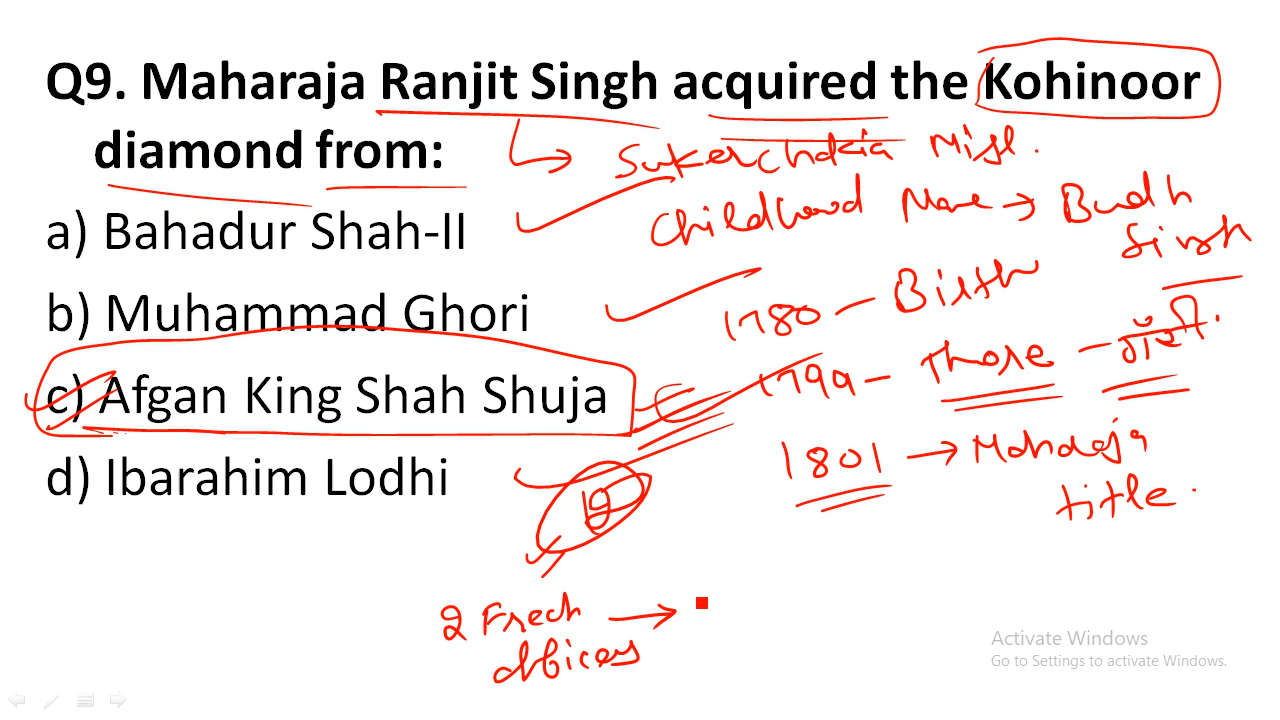 Q9. Maharaja Ranjit Singh acquired the Kohinoor
diamond from:
Sukerchakia Misl.
a) Bahadur Shah-II
Childhood Name → Budh
Singh
b) Muhammad Ghori
1780 - Birth
c) Afgan King Shah Shuja
1799 -
1801 → Maharaja
title.
d) Ibarahim Lodhi
2 Frech →
officers
Activate Windows
Go to Settings to activate Windows.